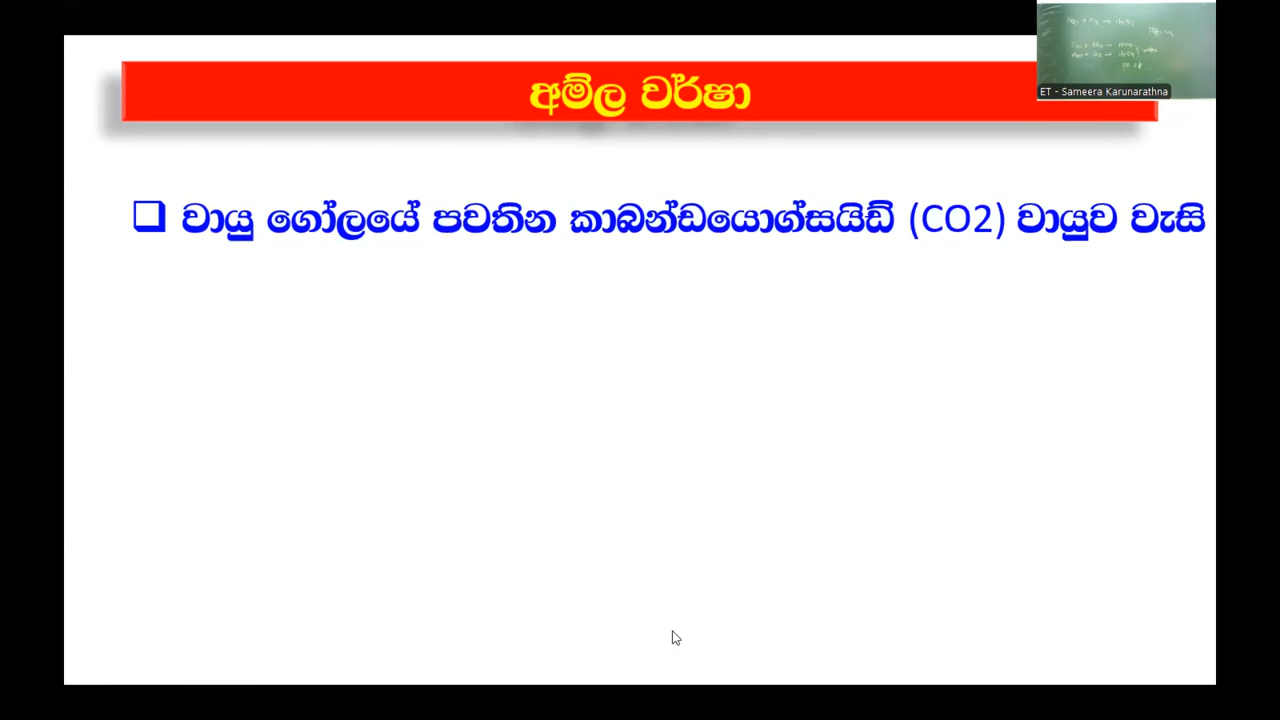 අම්ල වර්ෂා
ET - Sameera Karunarathna
❑ වායු ගෝලයේ පවතින කාබන්ඩයොග්සයිඩ් (CO2) වායුව වැසි